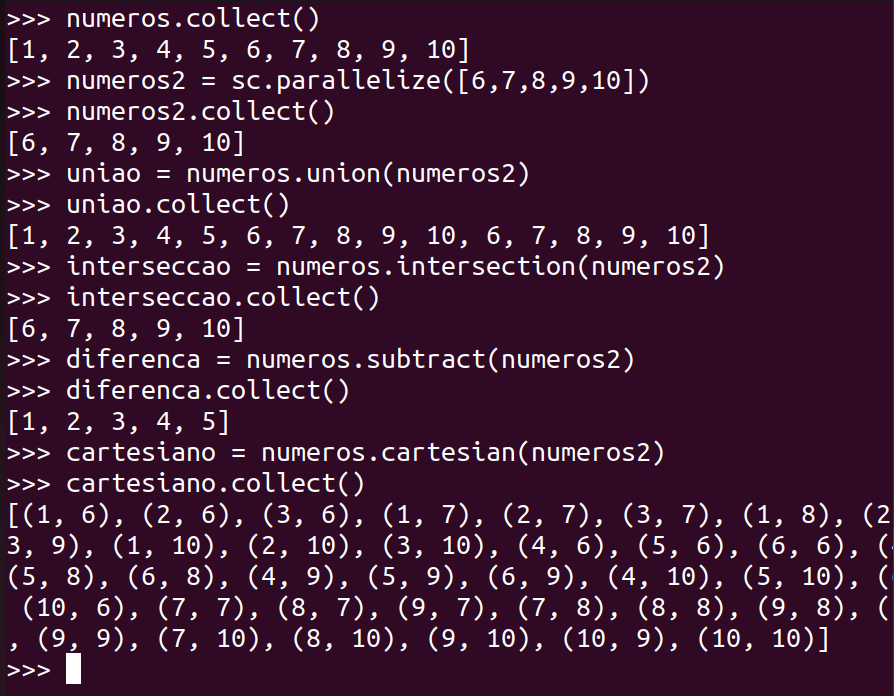 >>> numeros.collect()
[1, 2, 3, 4, 5, 6, 7, 8, 9, 10]
>>> numeros2 = sc.parallelize([6,7,8,9,10])
>>> numeros2.collect()
[6, 7, 8, 9, 10]
>>> uniao = numeros.union(numeros2)
>>> uniao.collect()
[1, 2, 3, 4, 5, 6, 7, 8, 9, 10, 6, 7, 8, 9, 10]
>>> interseccao = numeros.intersection(numeros2)
>>> interseccao.collect()
[6, 7, 8, 9, 10]
>>> diferenca = numeros.subtract(numeros2)
>>> diferenca.collect()
[1, 2, 3, 4, 5]
>>> cartesiano = numeros.cartesian(numeros2)
>>> cartesiano.collect()
[(1, 6), (2, 6), (3, 6), (1, 7), (2, 7), (3, 7), (1, 8), (2
3, 9), (1, 10), (2, 10), (3, 10), (4, 6), (5, 6), (6, 6), (
(5, 8), (6, 8), (4, 9), (5, 9), (6, 9), (4, 10), (5, 10), (
(10, 6), (7, 7), (8, 7), (9, 7), (7, 8), (8, 8), (9, 8), (
, (9, 9), (7, 10), (8, 10), (9, 10), (10, 9), (10, 10)]
>>>